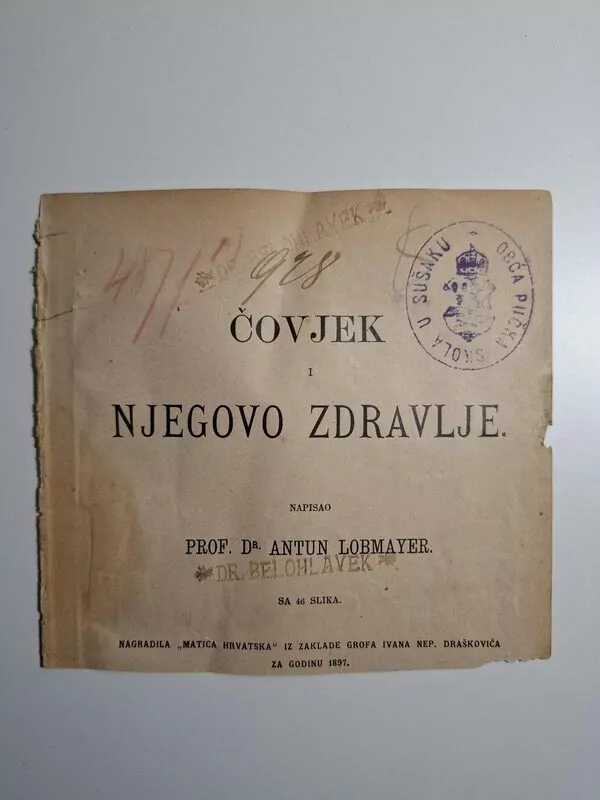 BELOHLAVEK
928
OBĆA PUČKA ŠKOLA U SUŠAKU
ČOVJEK
I
NJEGOVO ZDRAVLJE.
NAPISAO
PROF. DR. ANTUN LOBMAYER.
DR. BELOHLAVEK
SA 46 SLIKA.
NAGRADILA „MATICA HRVATSKA“ IZ ZAKLADE GROFA IVANA NEP. DRAŠKOVIĆA
ZA GODINU 1897.